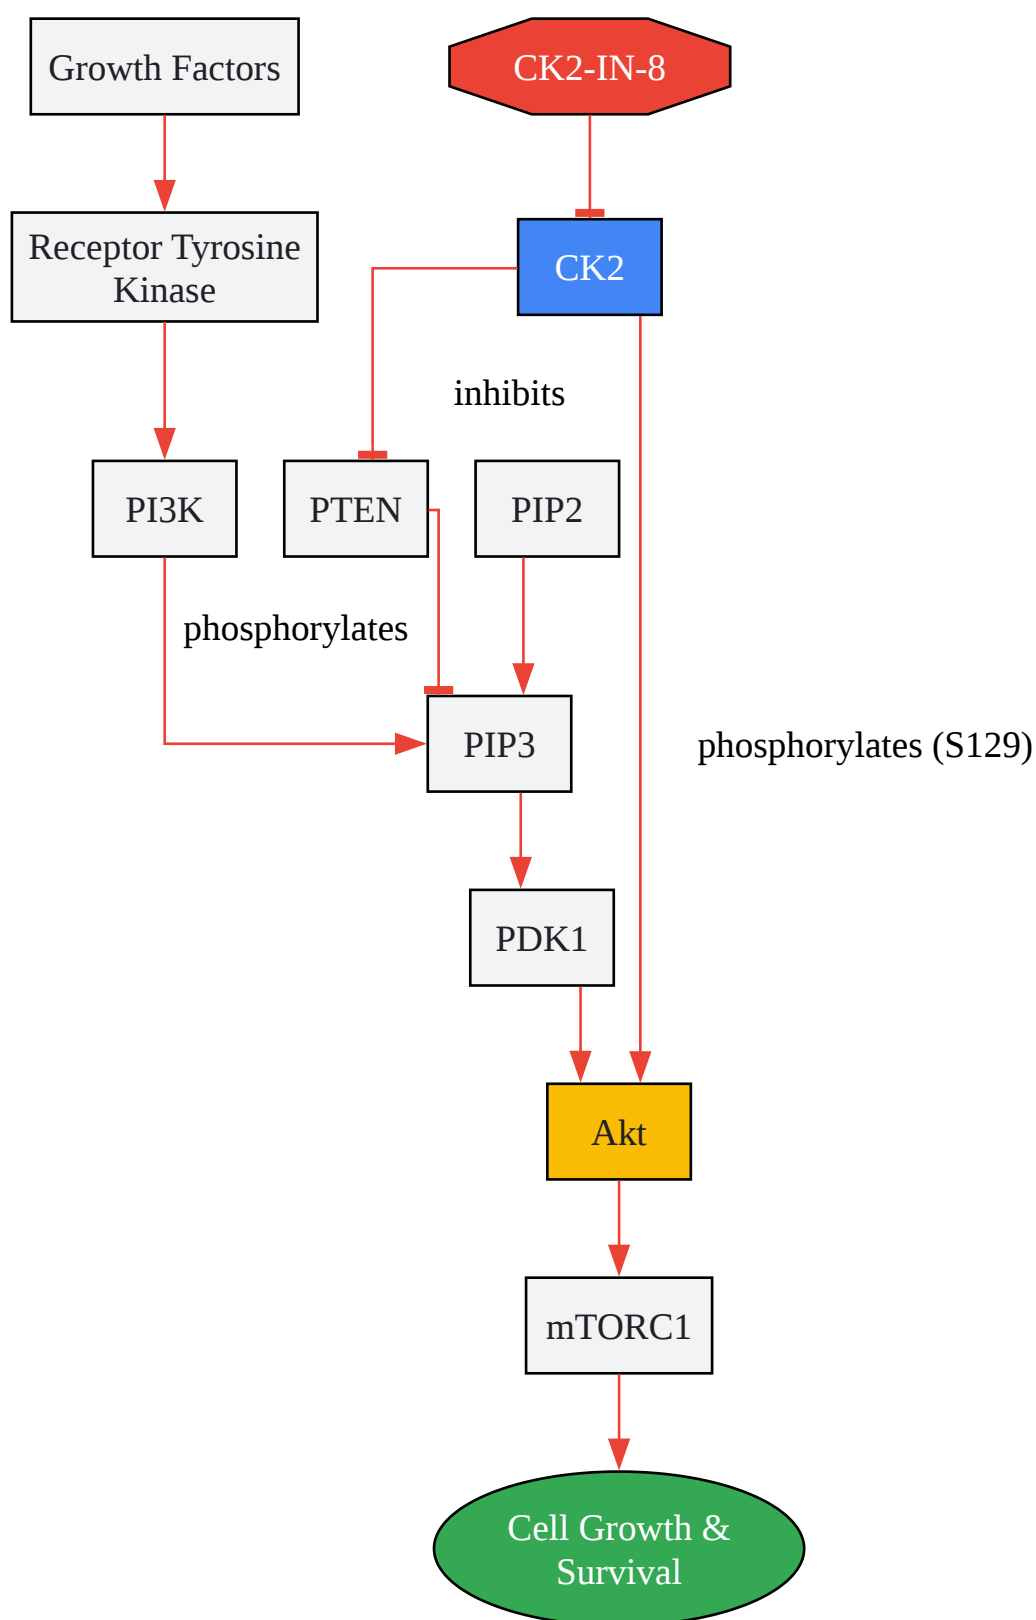 Growth Factors
CK2-IN-8
Receptor Tyrosine
Kinase
CK2
inhibits
PI3K
PTEN
PIP2
phosphorylates
PIP3
phosphorylates (S129)
PDK1
Akt
mTORC1
Cell Growth &
Survival